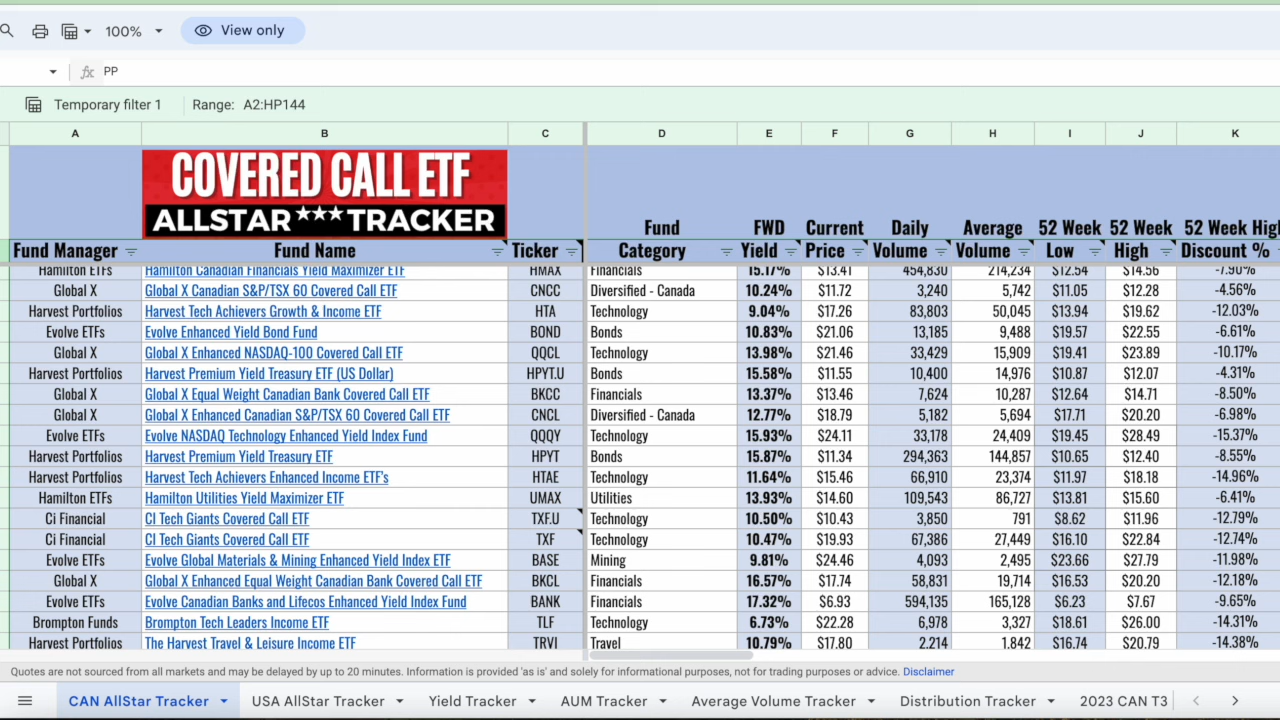 100% View only
fx PP
Temporary filter 1 Range: A2:HP144
A B C D E F G H I J K
COVERED CALL ETF
ALLSTAR ★★★ TRACKER
Fund FWD Current Daily Average 52 Week 52 Week 52 Week High
Fund Manager Fund Name Ticker Category Yield Price Volume Volume Low High Discount %
Hamilton ETFs Hamilton Canadian Financials Yield Maximizer ETF HMAX Financials 15.17% $13.41 454,830 214,234 $12.54 $14.56 -7.90%
Global X Global X Canadian S&P/TSX 60 Covered Call ETF CNCC Diversified - Canada 10.24% $11.72 3,240 5,742 $11.05 $12.28 -4.56%
Harvest Portfolios Harvest Tech Achievers Growth & Income ETF HTA Technology 9.04% $17.26 83,803 50,045 $13.94 $19.62 -12.03%
Evolve ETFs Evolve Enhanced Yield Bond Fund BOND Bonds 10.83% $21.06 13,185 9,488 $19.57 $22.55 -6.61%
Global X Global X Enhanced NASDAQ-100 Covered Call ETF QQCL Technology 13.98% $21.46 33,429 15,909 $19.41 $23.89 -10.17%
Harvest Portfolios Harvest Premium Yield Treasury ETF (US Dollar) HPYT.U Bonds 15.58% $11.55 10,400 14,976 $10.87 $12.07 -4.31%
Global X Global X Equal Weight Canadian Bank Covered Call ETF BKCC Financials 13.37% $13.46 7,624 10,287 $12.64 $14.71 -8.50%
Global X Global X Enhanced Canadian S&P/TSX 60 Covered Call ETF CNCL Diversified - Canada 12.77% $18.79 5,182 5,694 $17.71 $20.20 -6.98%
Evolve ETFs Evolve NASDAQ Technology Enhanced Yield Index Fund QQQY Technology 15.93% $24.11 33,178 24,409 $19.45 $28.49 -15.37%
Harvest Portfolios Harvest Premium Yield Treasury ETF HPYT Bonds 15.87% $11.34 294,363 144,857 $10.65 $12.40 -8.55%
Harvest Portfolios Harvest Tech Achievers Enhanced Income ETF's HTAE Technology 11.64% $15.46 66,910 23,374 $11.97 $18.18 -14.96%
Hamilton ETFs Hamilton Utilities Yield Maximizer ETF UMAX Utilities 13.93% $14.60 109,543 86,727 $13.81 $15.60 -6.41%
Ci Financial CI Tech Giants Covered Call ETF TXF.U Technology 10.50% $10.43 3,850 791 $8.62 $11.96 -12.79%
Ci Financial CI Tech Giants Covered Call ETF TXF Technology 10.47% $19.93 67,386 27,449 $16.10 $22.84 -12.74%
Evolve ETFs Evolve Global Materials & Mining Enhanced Yield Index ETF BASE Mining 9.81% $24.46 4,093 2,495 $23.66 $27.79 -11.98%
Global X Global X Enhanced Equal Weight Canadian Bank Covered Call ETF BKCL Financials 16.57% $17.74 58,831 19,714 $16.53 $20.20 -12.18%
Evolve ETFs Evolve Canadian Banks and Lifecos Enhanced Yield Index Fund BANK Financials 17.32% $6.93 594,135 165,128 $6.23 $7.67 -9.65%
Brompton Funds Brompton Tech Leaders Income ETF TLF Technology 6.73% $22.28 6,978 3,327 $18.61 $26.00 -14.31%
Harvest Portfolios The Harvest Travel & Leisure Income ETF TRVI Travel 10.79% $17.80 2,214 1,842 $16.74 $20.79 -14.38%
Quotes are not sourced from all markets and may be delayed by up to 20 minutes. Information is provided 'as is' and solely for informational purposes, not for trading purposes or advice. Disclaimer
CAN AllStar Tracker USA AllStar Tracker Yield Tracker AUM Tracker Average Volume Tracker Distribution Tracker 2023 CAN T3